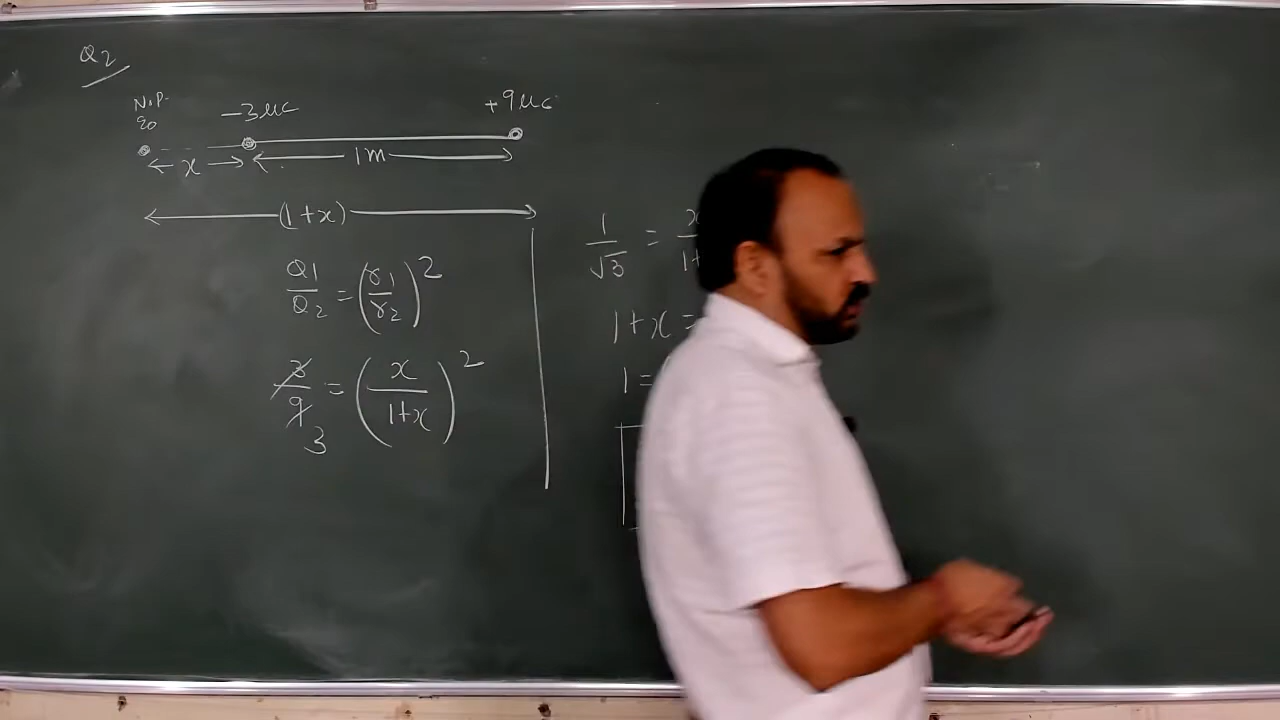 Q2
N.P.
q0
-3μc
+9μc
x
1m
(1+x)
Q1/Q2 = (r1/r2)2
3/9 = (x/1+x)2
3
1/√3 = x/1+
1+x =
1 =